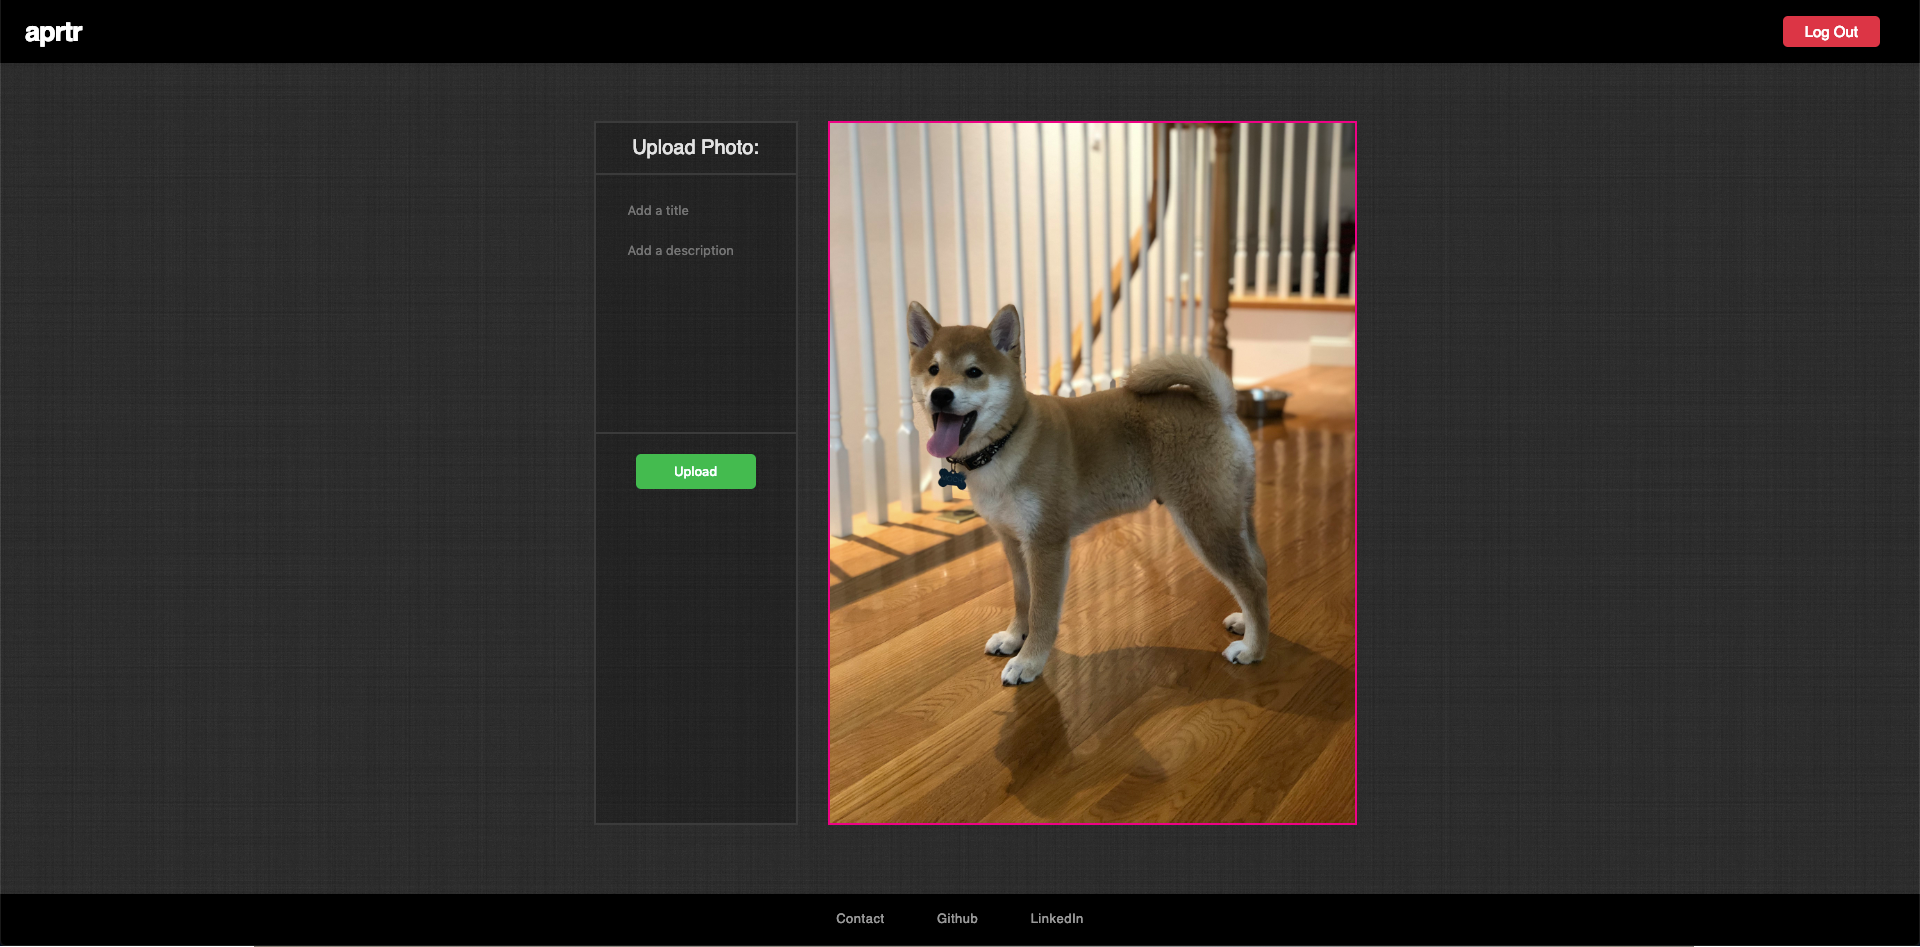 aprtr
Log Out
Upload Photo:
Add a title
Add a description
Upload
Contact
Github
LinkedIn